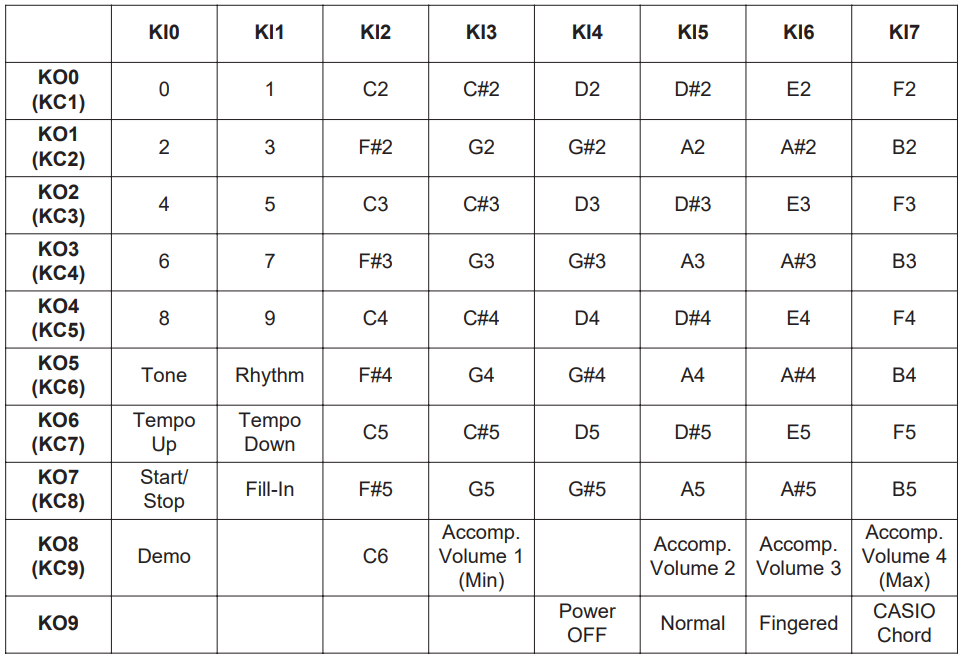 KI0 KI1 KI2 KI3 KI4 KI5 KI6 KI7
KO0
(KC1) 0 1 C2 C#2 D2 D#2 E2 F2
KO1
(KC2) 2 3 F#2 G2 G#2 A2 A#2 B2
KO2
(KC3) 4 5 C3 C#3 D3 D#3 E3 F3
KO3
(KC4) 6 7 F#3 G3 G#3 A3 A#3 B3
KO4
(KC5) 8 9 C4 C#4 D4 D#4 E4 F4
KO5
(KC6) Tone Rhythm F#4 G4 G#4 A4 A#4 B4
KO6
(KC7) Tempo
Up Tempo
Down C5 C#5 D5 D#5 E5 F5
KO7
(KC8) Start/
Stop Fill-In F#5 G5 G#5 A5 A#5 B5
KO8
(KC9) Demo C6 Accomp.
Volume 1
(Min) Accomp.
Volume 2 Accomp.
Volume 3 Accomp.
Volume 4
(Max)
KO9 Power
OFF Normal Fingered CASIO
Chord